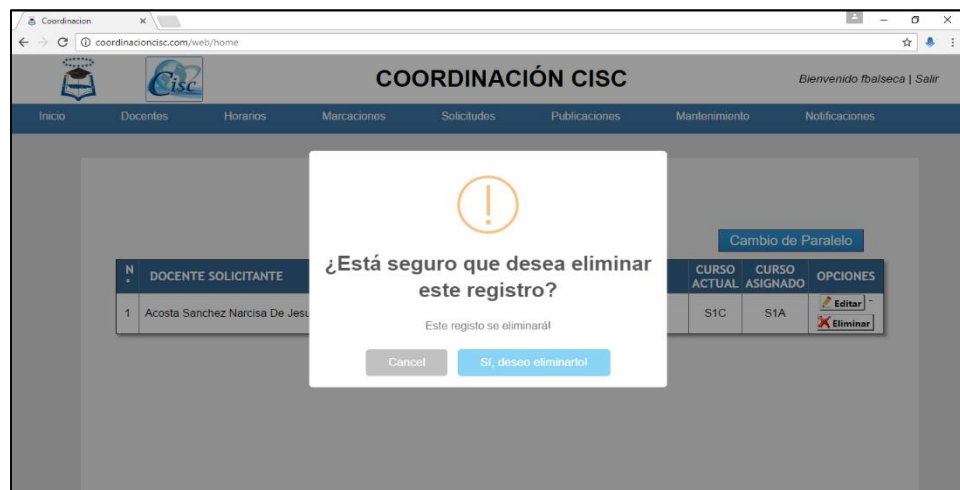 Coordinacion
coordinacioncisc.com/web/home
Cisc
COORDINACIÓN CISC
Bienvenido fbalseca | Salir
Inicio Docentes Horarios Marcaciones Solicitudes Publicaciones Mantenimiento Notificaciones
Cambio de Paralelo
N° DOCENTE SOLICITANTE CURSO ACTUAL CURSO ASIGNADO OPCIONES
1 Acosta Sanchez Narcisa De Jesu S1C S1A Editar -
Eliminar
¿Está seguro que desea eliminar
este registro?
Este registo se eliminará!
Cancel Sí, deseo eliminarlo!